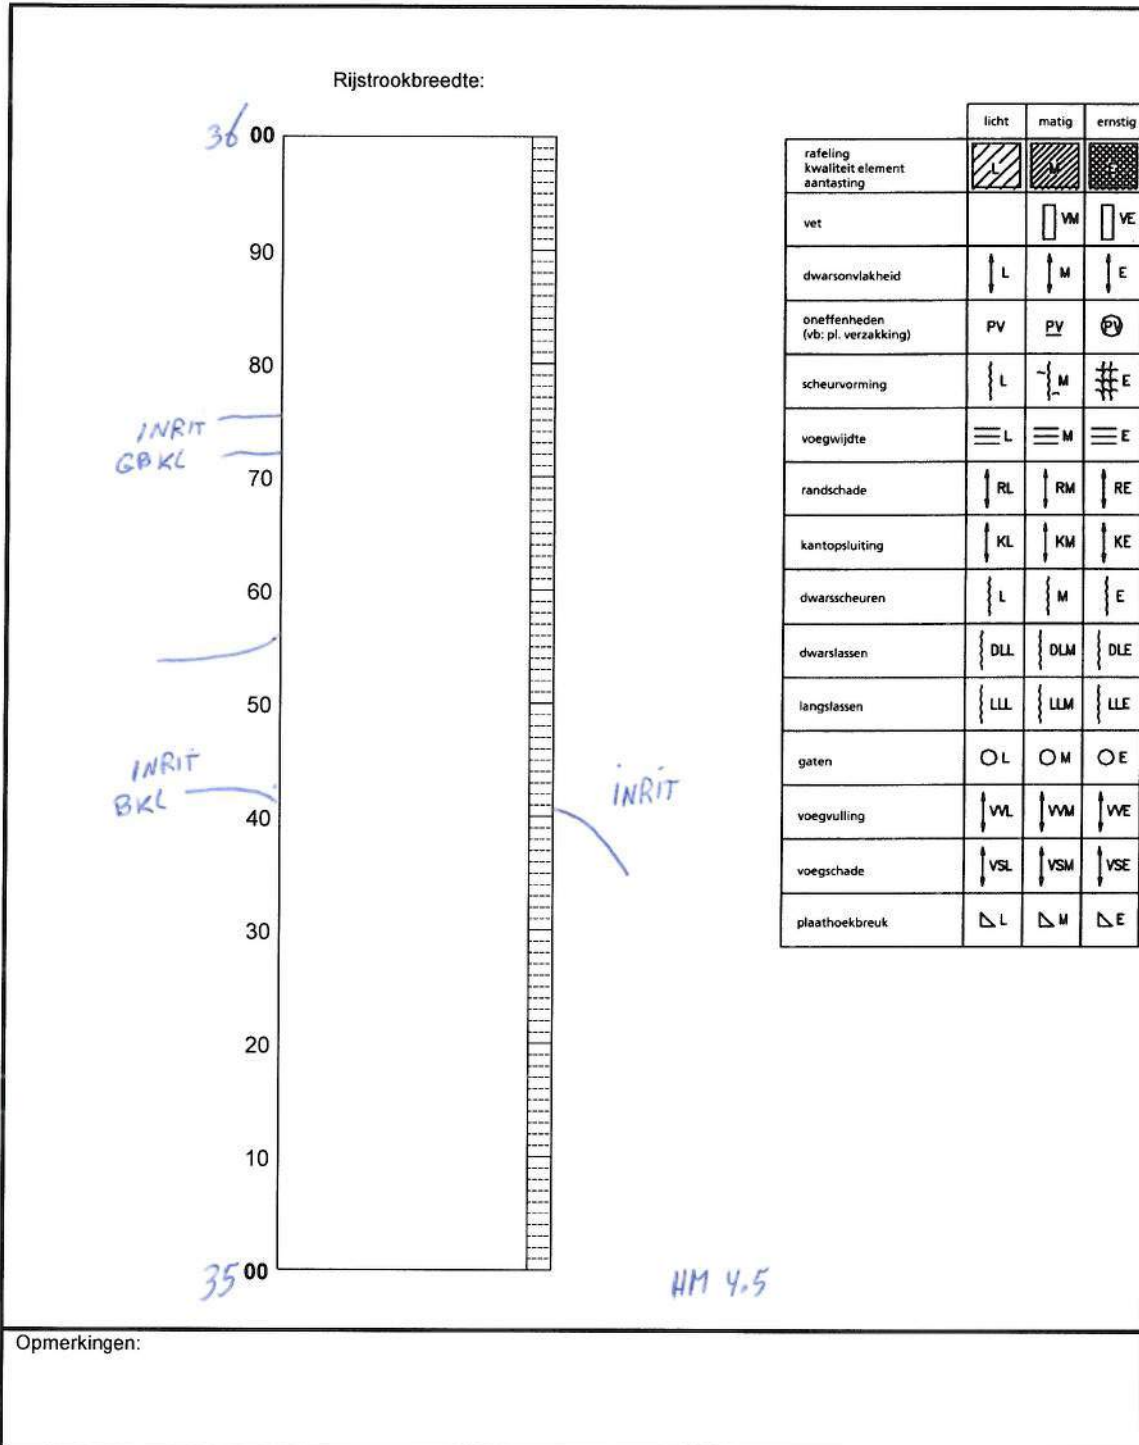 Rijstrookbreedte:
36 00
90
80
INRIT
GBKL
70
60
50
INRIT
BKL
40
INRIT
30
20
10
35 00
HM 4.5
licht matig ernstig
rafeling
kwaliteit element
aantasting
L M E
vet
VM VE
dwarsonvlakheid L M E
oneffenheden
(vb: pl. verzakking)
PV PV PV
scheurvorming L M E
voegwijdte L M E
randschade RL RM RE
kantopsluiting KL KM KE
dwarsscheuren L M E
dwarslassen DLL DLM DLE
langslassen LLL LLM LLE
gaten L M E
voegvulling VVL VVM VVE
voegschade VSL VSM VSE
plaathoekbreuk L M E
Opmerkingen: